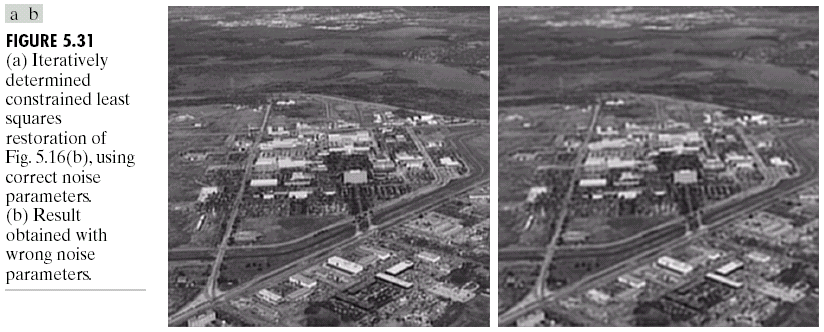 a b
FIGURE 5.31
(a) Iteratively
determined
constrained least
squares
restoration of
Fig. 5.16(b), using
correct noise
parameters.
(b) Result
obtained with
wrong noise
parameters.